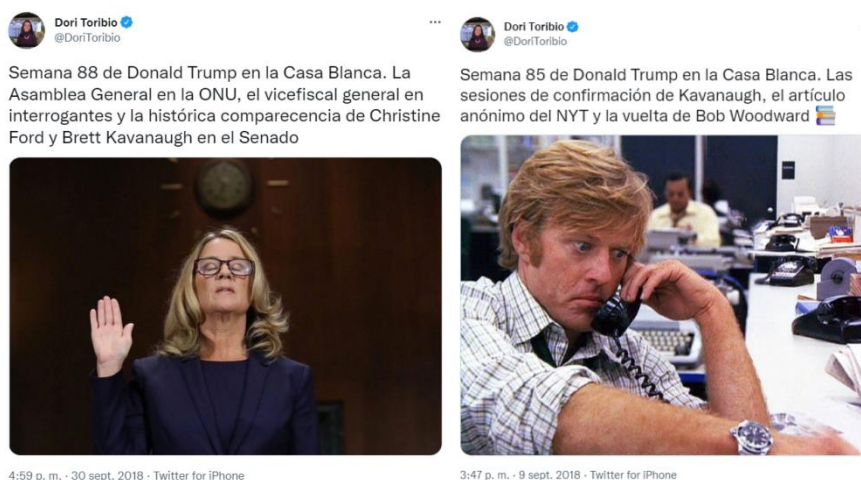 Dori Toribio
@DoriToribio
Semana 88 de Donald Trump en la Casa Blanca. La
Asamblea General en la ONU, el vicefiscal general en
interrogantes y la histórica comparecencia de Christine
Ford y Brett Kavanaugh en el Senado
4:59 p. m. · 30 sept. 2018 · Twitter for iPhone
Dori Toribio
@DoriToribio
Semana 85 de Donald Trump en la Casa Blanca. Las
sesiones de confirmación de Kavanaugh, el artículo
anónimo del NYT y la vuelta de Bob Woodward
3:47 p. m. · 9 sept. 2018 · Twitter for iPhone